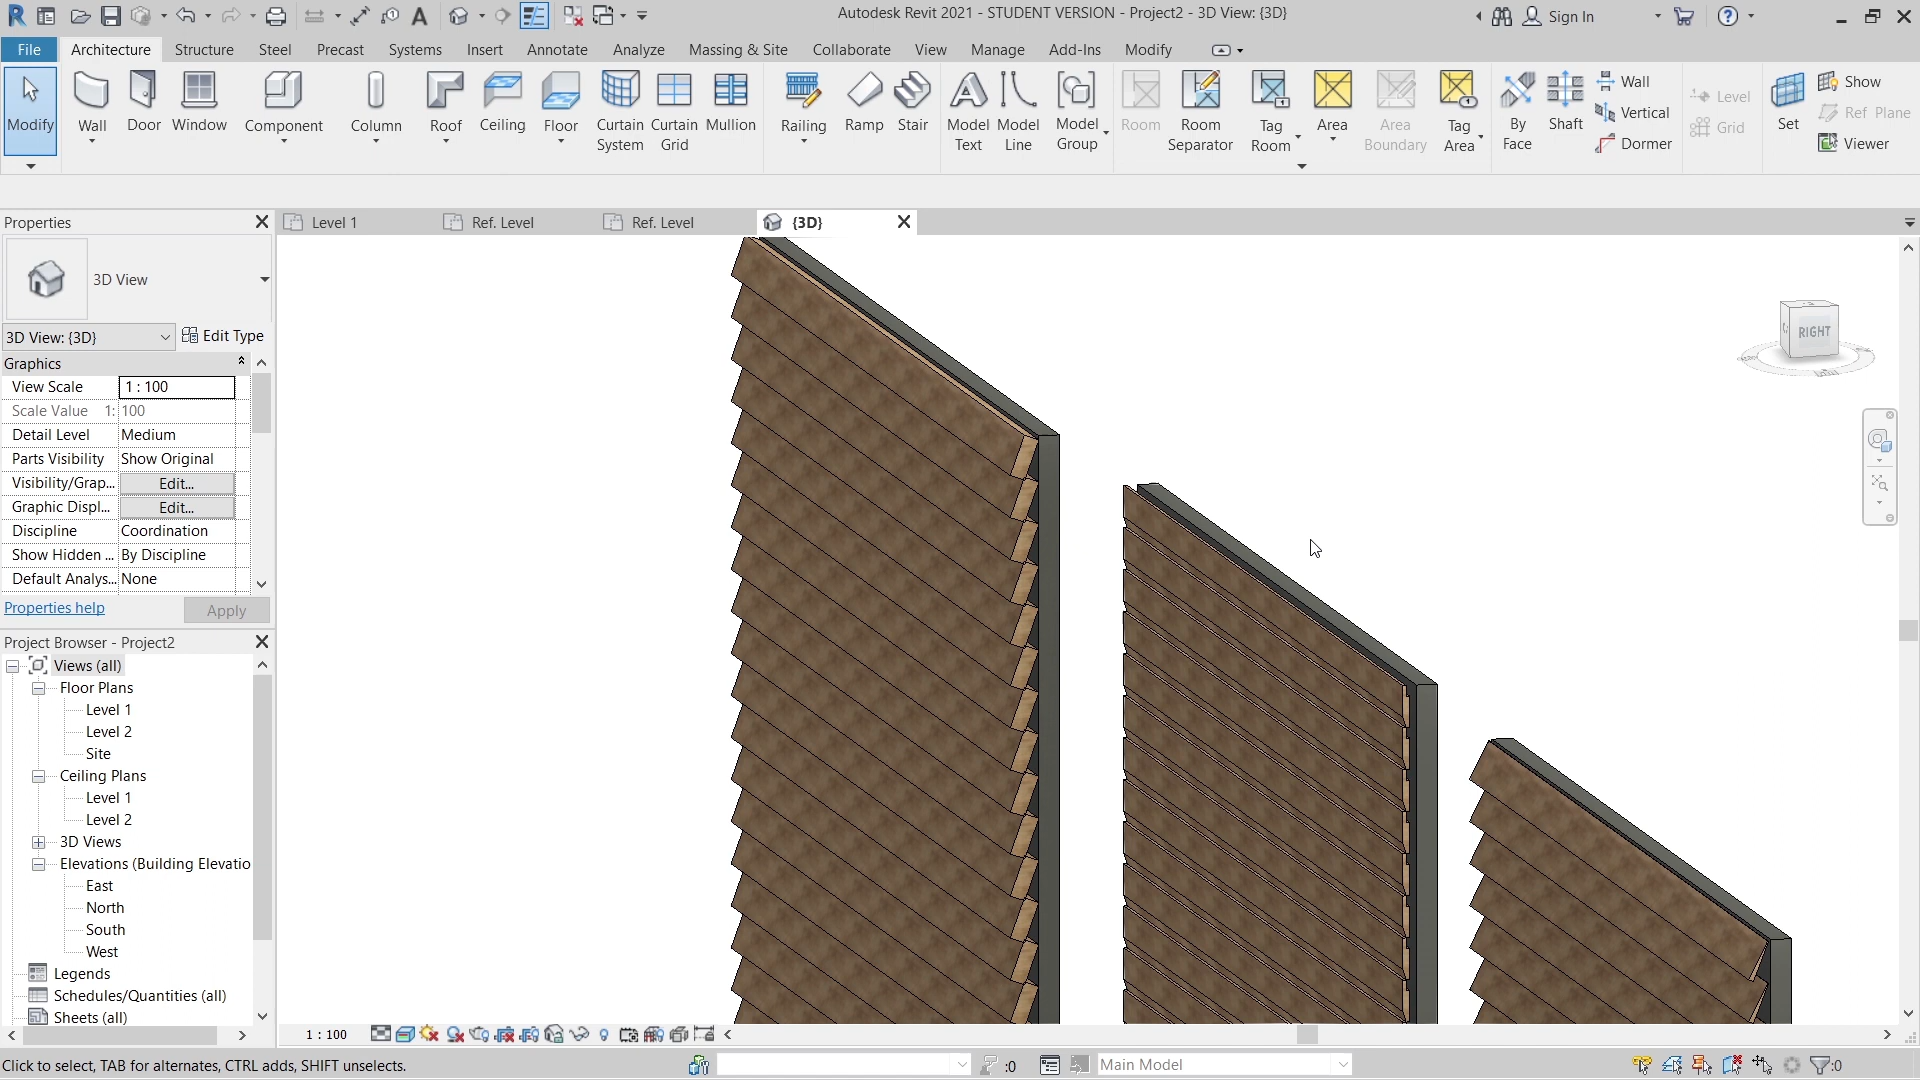 Autodesk Revit 2021 - STUDENT VERSION - Project2 - 3D View: {3D}
Sign In
File Architecture Structure Steel Precast Systems Insert Annotate Analyze Massing & Site Collaborate View Manage Add-Ins Modify
Modify
Wall
Door
Window
Component
Column
Roof
Ceiling
Floor
Curtain System
Curtain Grid
Mullion
Railing
Ramp
Stair
Model Text
Model Line
Model Group
Room
Room Separator
Tag Room
Area
Area Boundary
Tag Area
By Face
Shaft
Wall
Vertical
Dormer
Level
Grid
Set
Show
Ref Plane
Viewer
Properties
Level 1
Ref. Level
Ref. Level
{3D}
3D View
3D View: {3D} Edit Type
Graphics
View Scale 1 : 100
Scale Value 1: 100
Detail Level Medium
Parts Visibility Show Original
Visibility/Grap... Edit...
Graphic Displ... Edit...
Discipline Coordination
Show Hidden ... By Discipline
Default Analys... None
Properties help Apply
Project Browser - Project2
Views (all)
Floor Plans
Level 1
Level 2
Site
Ceiling Plans
Level 1
Level 2
3D Views
Elevations (Building Elevatio
East
North
South
West
Legends
Schedules/Quantities (all)
Sheets (all)
RIGHT
1 : 100
Click to select, TAB for alternates, CTRL adds, SHIFT unselects.
:0
Main Model
:0